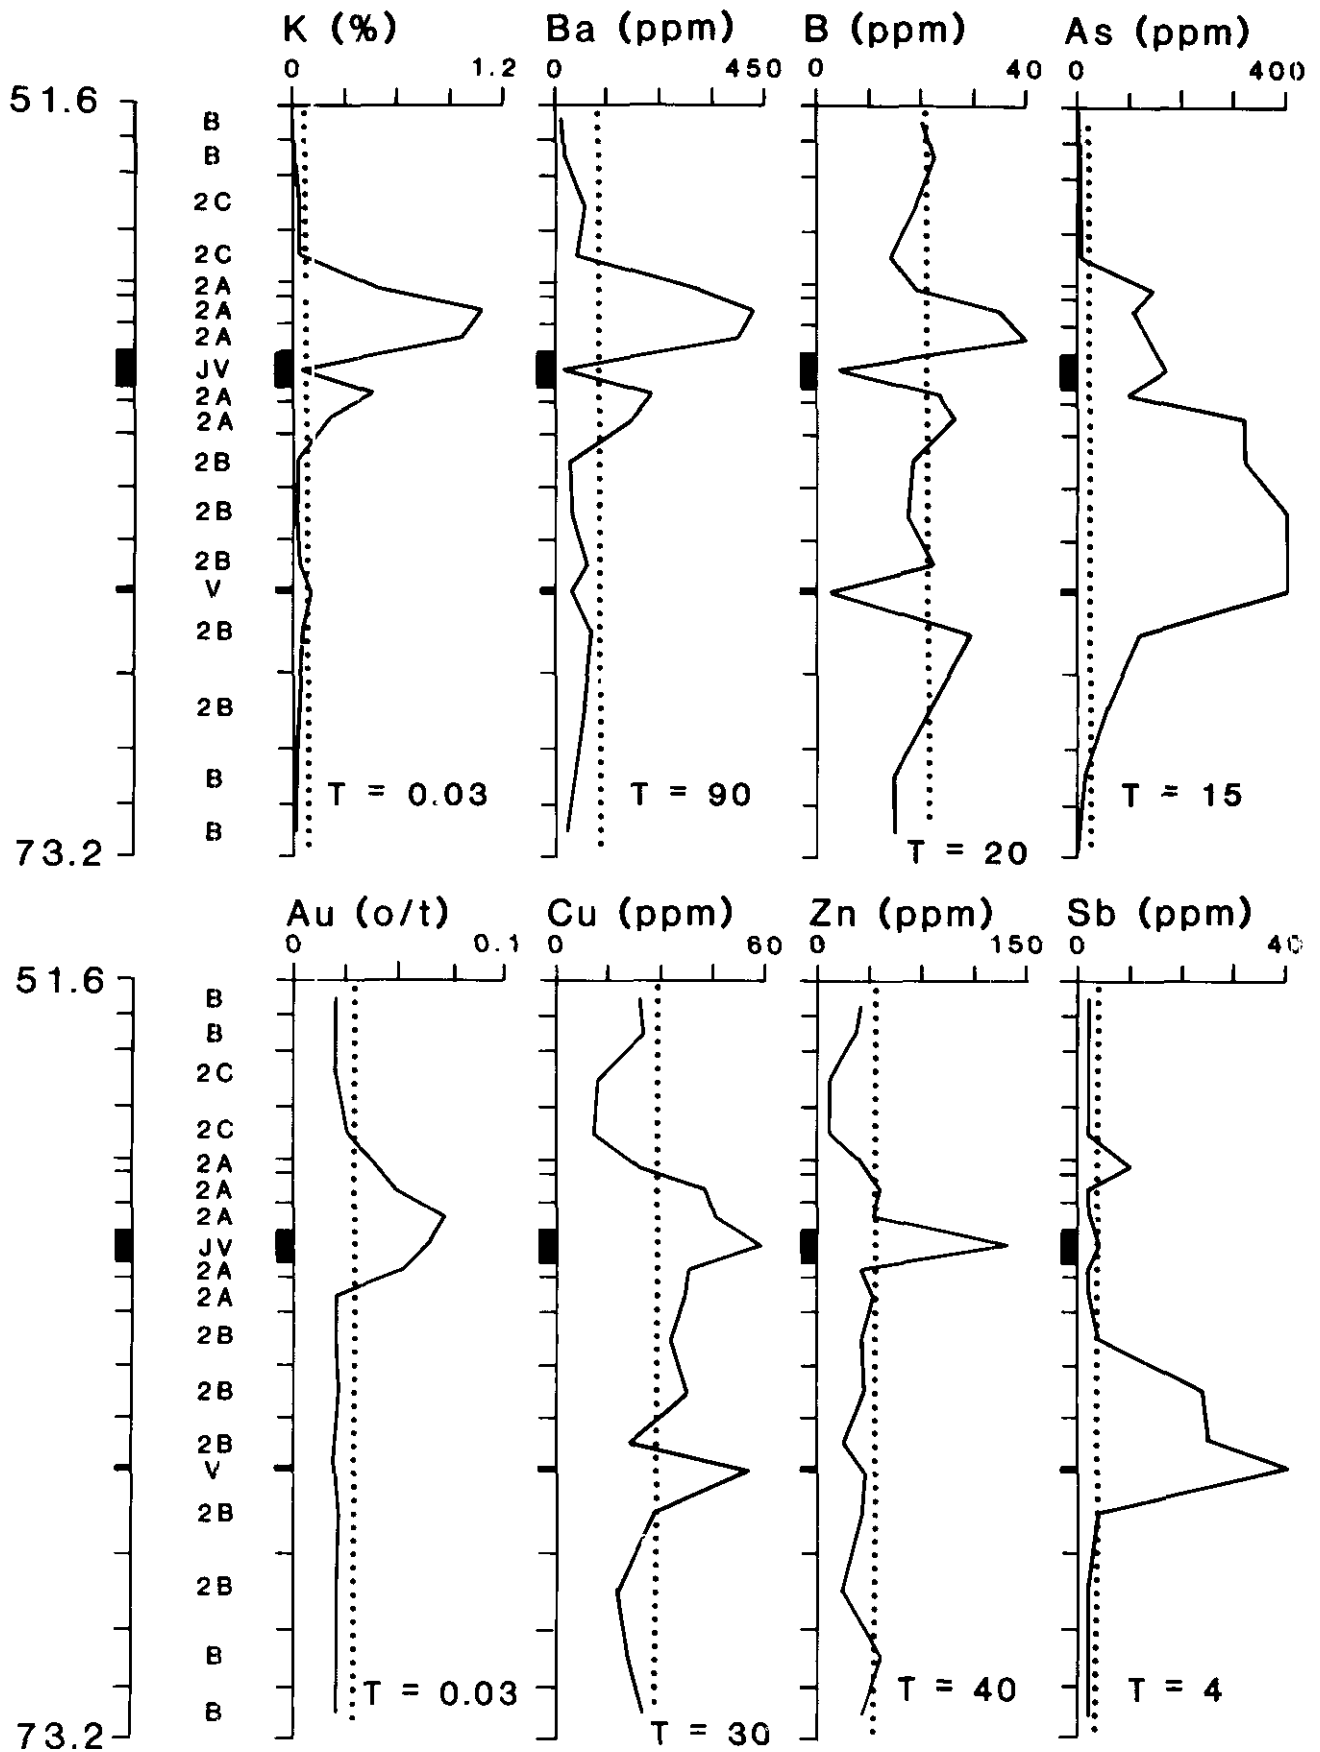 K (%) Ba (ppm) B (ppm) As (ppm)
0 1.2 0 450 0 40 0 400
51.6
B
B
2C
2C
2A
2A
2A
JV
2A
2A
2B
2B
2B
V
2B
2B
B
B
T = 0.03 T = 90 T = 20 T = 15
73.2
Au (o/t) Cu (ppm) Zn (ppm) Sb (ppm)
0 0.1 0 60 0 150 0 40
51.6
B
B
2C
2C
2A
2A
2A
JV
2A
2A
2B
2B
2B
V
2B
2B
B
B
T = 0.03 T = 30 T = 40 T = 4
73.2